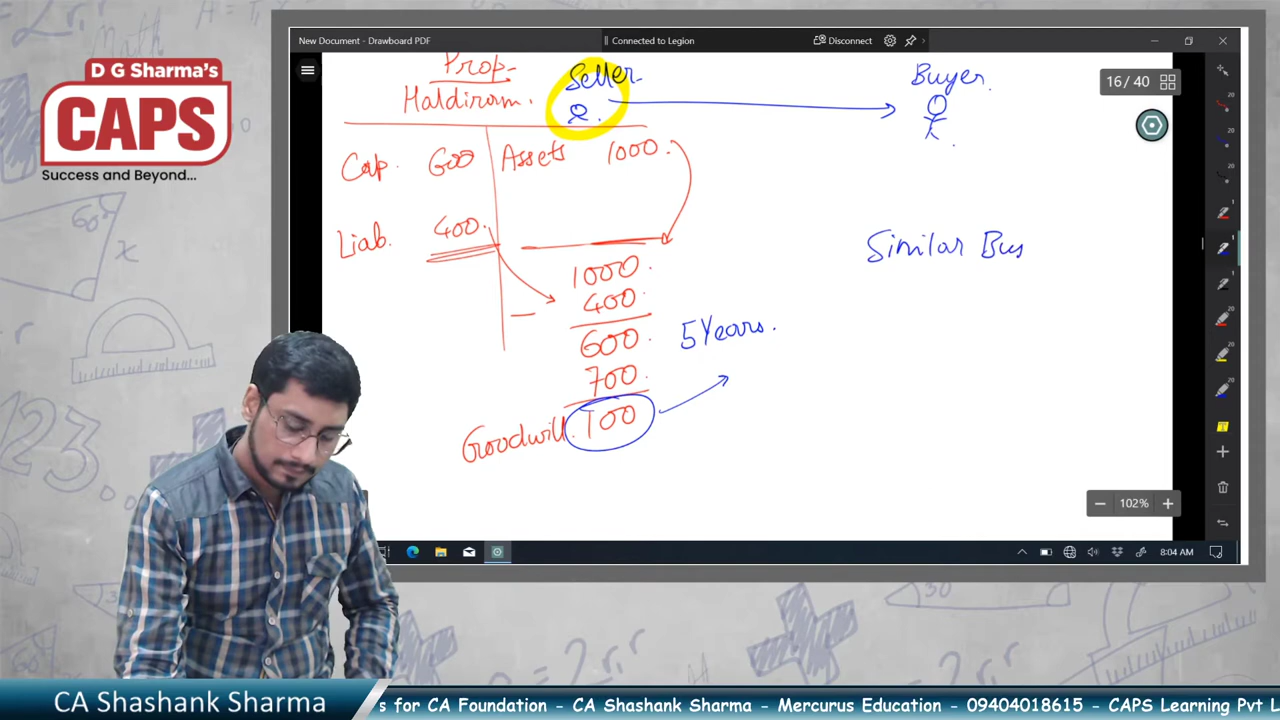 D G Sharma's
CAPS
Success and Beyond...
New Document - Drawboard PDF
Connected to Legion
Disconnect
16 / 40
Prop-
Haldiram.
Seller
Buyer.
Cap. 600 Assets 1000.
Liab. 400.
1000.
- 400
600.
700.
Goodwill. 100
5 Years.
Similar Bus
102%
8:04 AM
CA Shashank Sharma
s for CA Foundation - CA Shashank Sharma - Mercurus Education - 09404018615 - CAPS Learning Pvt L